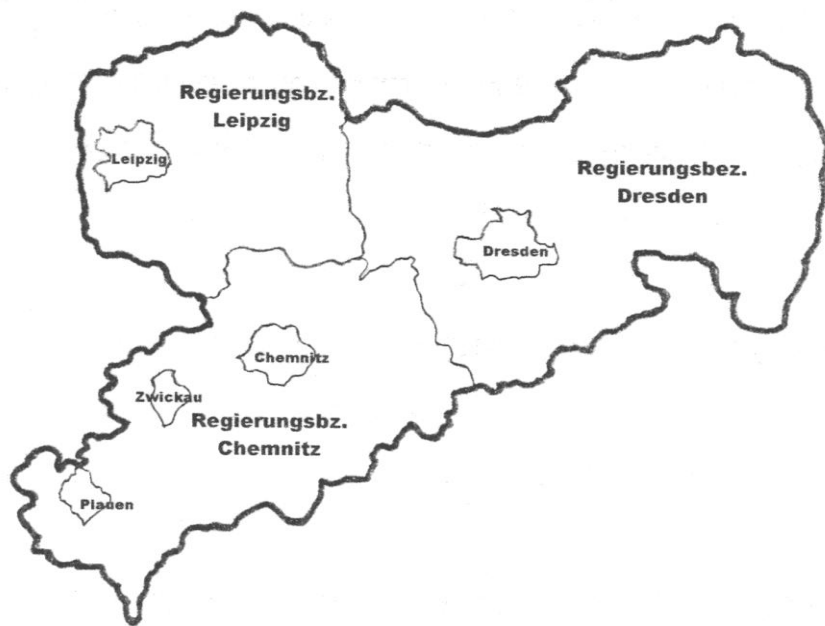 Regierungsbz.
Leipzig
Leipzig
Regierungsbez.
Dresden
Dresden
Chemnitz
Zwickau
Regierungsbz.
Chemnitz
Plauen